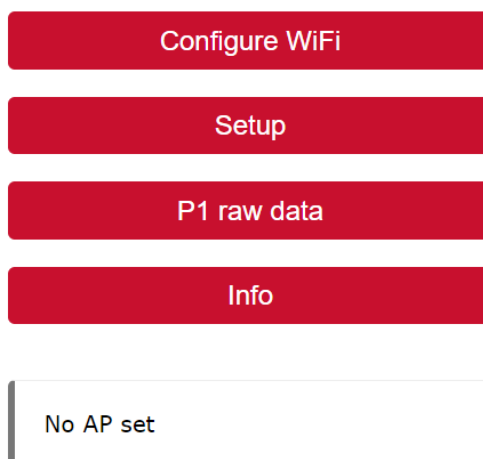 Configure WiFi
Setup
P1 raw data
Info
No AP set